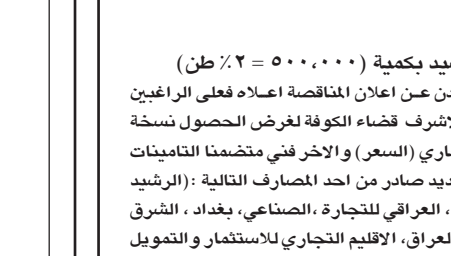 يد بكمية (٥٠٠،٠٠٠ = ٢٪ طن)
عن اعلان المناقصة اعلاه فعلى الراغبين
لاشرف قضاء الكوفة لغرض الحصول نسخة
اري (السعر) والاخر فني متضمنا التامينات
ديد صادر من احد المصارف التالية :(الرشيد
، العراقي للتجارة ،الصناعي، بغداد ، الشرق
لعراق، الاقليم التجاري للاستثمار والتمويل